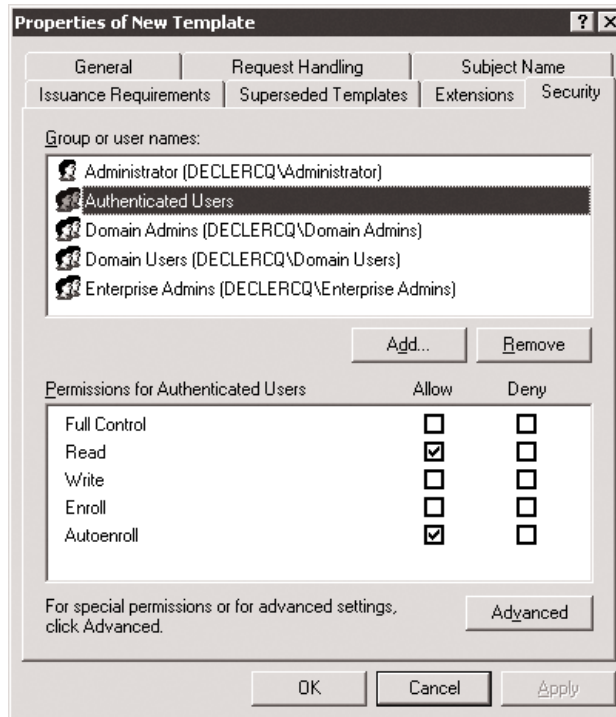 Properties of New Template ? X
General Request Handling Subject Name
Issuance Requirements Superseded Templates Extensions Security
Group or user names:
Administrator (DECLERCQ\Administrator)
Authenticated Users
Domain Admins (DECLERCQ\Domain Admins)
Domain Users (DECLERCQ\Domain Users)
Enterprise Admins (DECLERCQ\Enterprise Admins)
Add... Remove
Permissions for Authenticated Users Allow Deny
Full Control
Read
Write
Enroll
Autoenroll
For special permissions or for advanced settings,
click Advanced.
Advanced
OK Cancel Apply